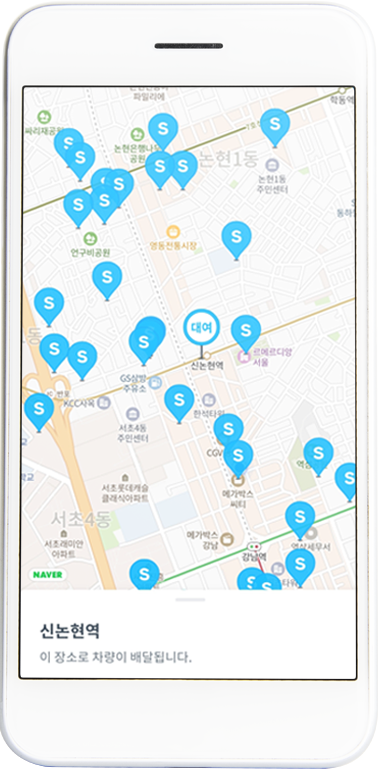 파밀리에
학동역
싸리재공원
논현은행나무
공원
논현1동
논현1동
주민센터
영동전통시장
언구비공원
대여
신논현역
르메르디앙
서울
GS삼방
주유소
KCC사옥
한석타워
서초4동
주민센터
CGV
메가박스
씨티
서초롯데캐슬
클래식아파트
서초4동
서초래미안
아파트
메가박스
강남
강남역
역삼세무서
NAVER
신논현역
이 장소로 차량이 배달됩니다.